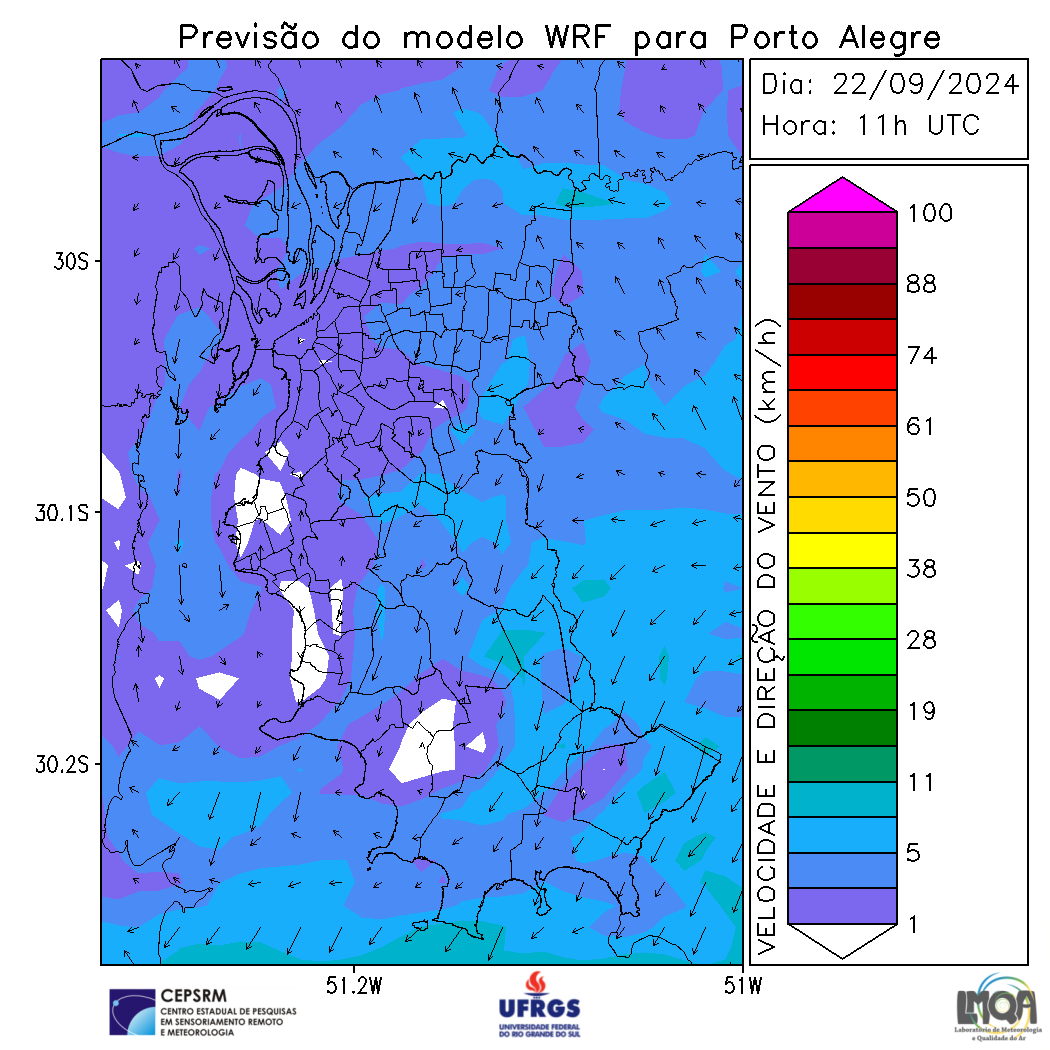 Previsão do modelo WRF para Porto Alegre
Dia: 22/09/2024
Hora: 11h UTC
30S
30.1S
30.2S
51.2W
51W
VELOCIDADE E DIREÇÃO DO VENTO (km/h)
100
88
74
61
50
38
28
19
11
5
1
CEPSRM
CENTRO ESTADUAL DE PESQUISAS
EM SENSORIAMENTO REMOTO
E METEOROLOGIA
UFRGS
UNIVERSIDADE FEDERAL
DO RIO GRANDE DO SUL
LMQA
Laboratório de Meteorologia
e Qualidade do Ar